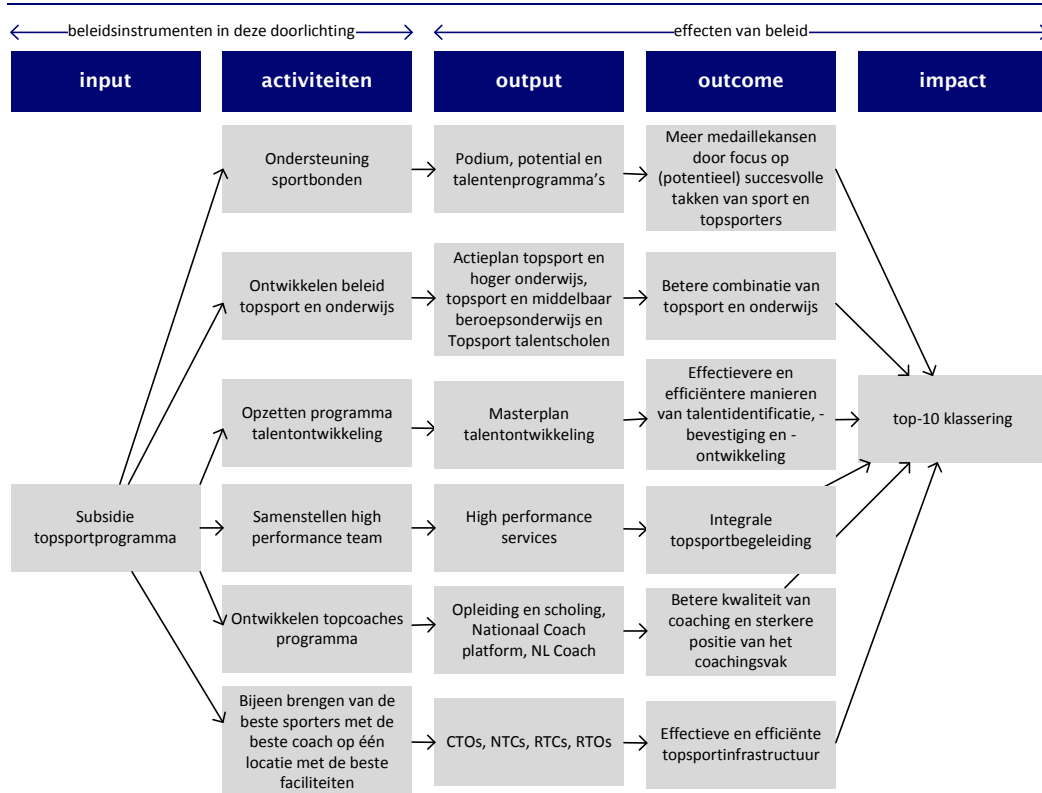 beleidsinstrumenten in deze doorlichting
effecten van beleid
input
activiteiten
output
outcome
impact
Ondersteuning
sportbonden
Podium, potential en
talentenprogramma's
Meer medaillekansen
door focus op
(potentieel) succesvolle
takken van sport en
topsporters
Ontwikkelen beleid
topsport en onderwijs
Actieplan topsport en
hoger onderwijs,
topsport en middelbaar
beroepsonderwijs en
Topsport talentscholen
Betere combinatie van
topsport en onderwijs
Opzetten programma
talentontwikkeling
Masterplan
talentontwikkeling
Effectievere en
efficiëntere manieren
van talentidentificatie, -
bevestiging en -
ontwikkeling
top-10 klassering
Subsidie
topsportprogramma
Samenstellen high
performance team
High performance
services
Integrale
topsportbegeleiding
Ontwikkelen topcoaches
programma
Opleiding en scholing,
Nationaal Coach
platform, NL Coach
Betere kwaliteit van
coaching en sterkere
positie van het
coachingsvak
Bijeen brengen van de
beste sporters met de
beste coach op één
locatie met de beste
faciliteiten
CTOs, NTCs, RTCs, RTOs
Effectieve en efficiënte
topsportinfrastructuur